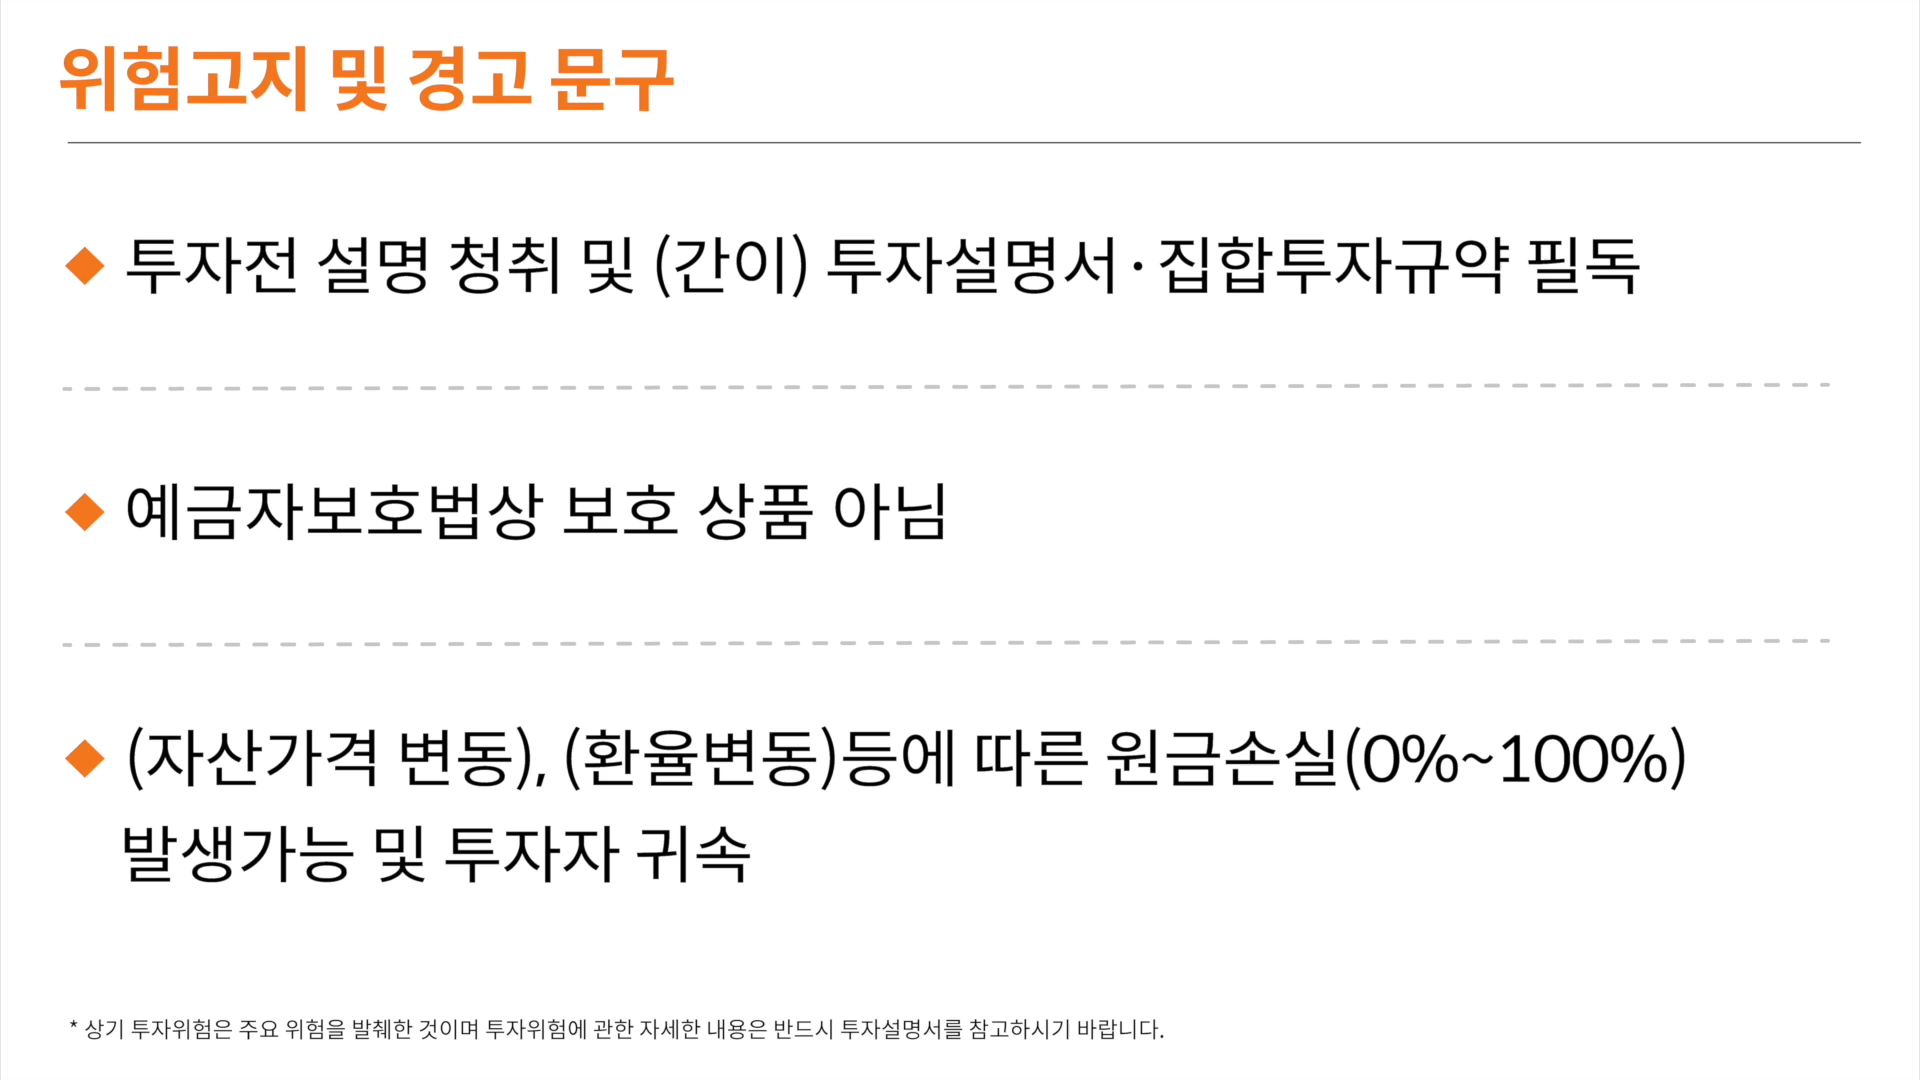 위험고지 및 경고 문구
◆ 투자전 설명 청취 및 (간이) 투자설명서·집합투자규약 필독
◆ 예금자보호법상 보호 상품 아님
◆ (자산가격 변동), (환율변동)등에 따른 원금손실(0%~100%)
발생가능 및 투자자 귀속
* 상기 투자위험은 주요 위험을 발췌한 것이며 투자위험에 관한 자세한 내용은 반드시 투자설명서를 참고하시기 바랍니다.